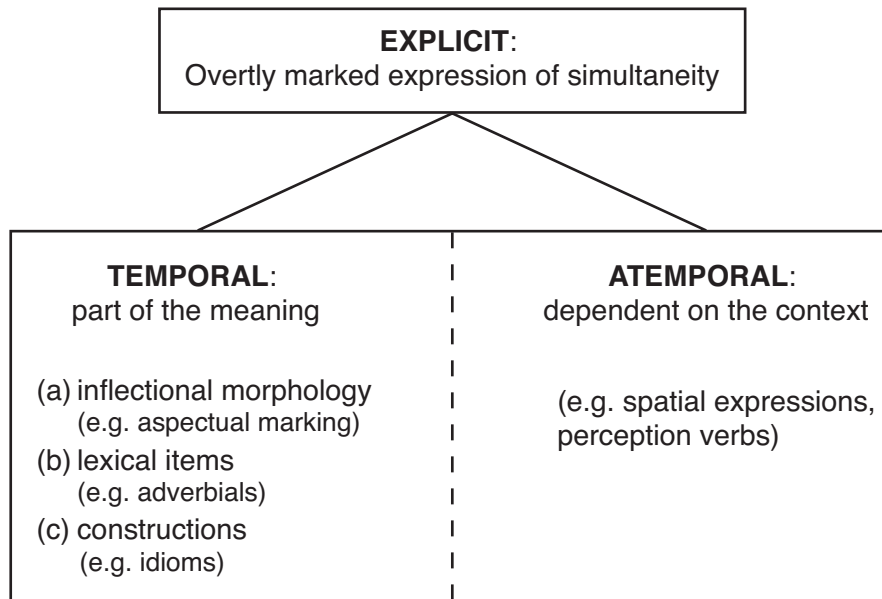 EXPLICIT:
Overtly marked expression of simultaneity
TEMPORAL:
part of the meaning
(a) inflectional morphology
(e.g. aspectual marking)
(b) lexical items
(e.g. adverbials)
(c) constructions
(e.g. idioms)
ATEMPORAL:
dependent on the context
(e.g. spatial expressions,
perception verbs)